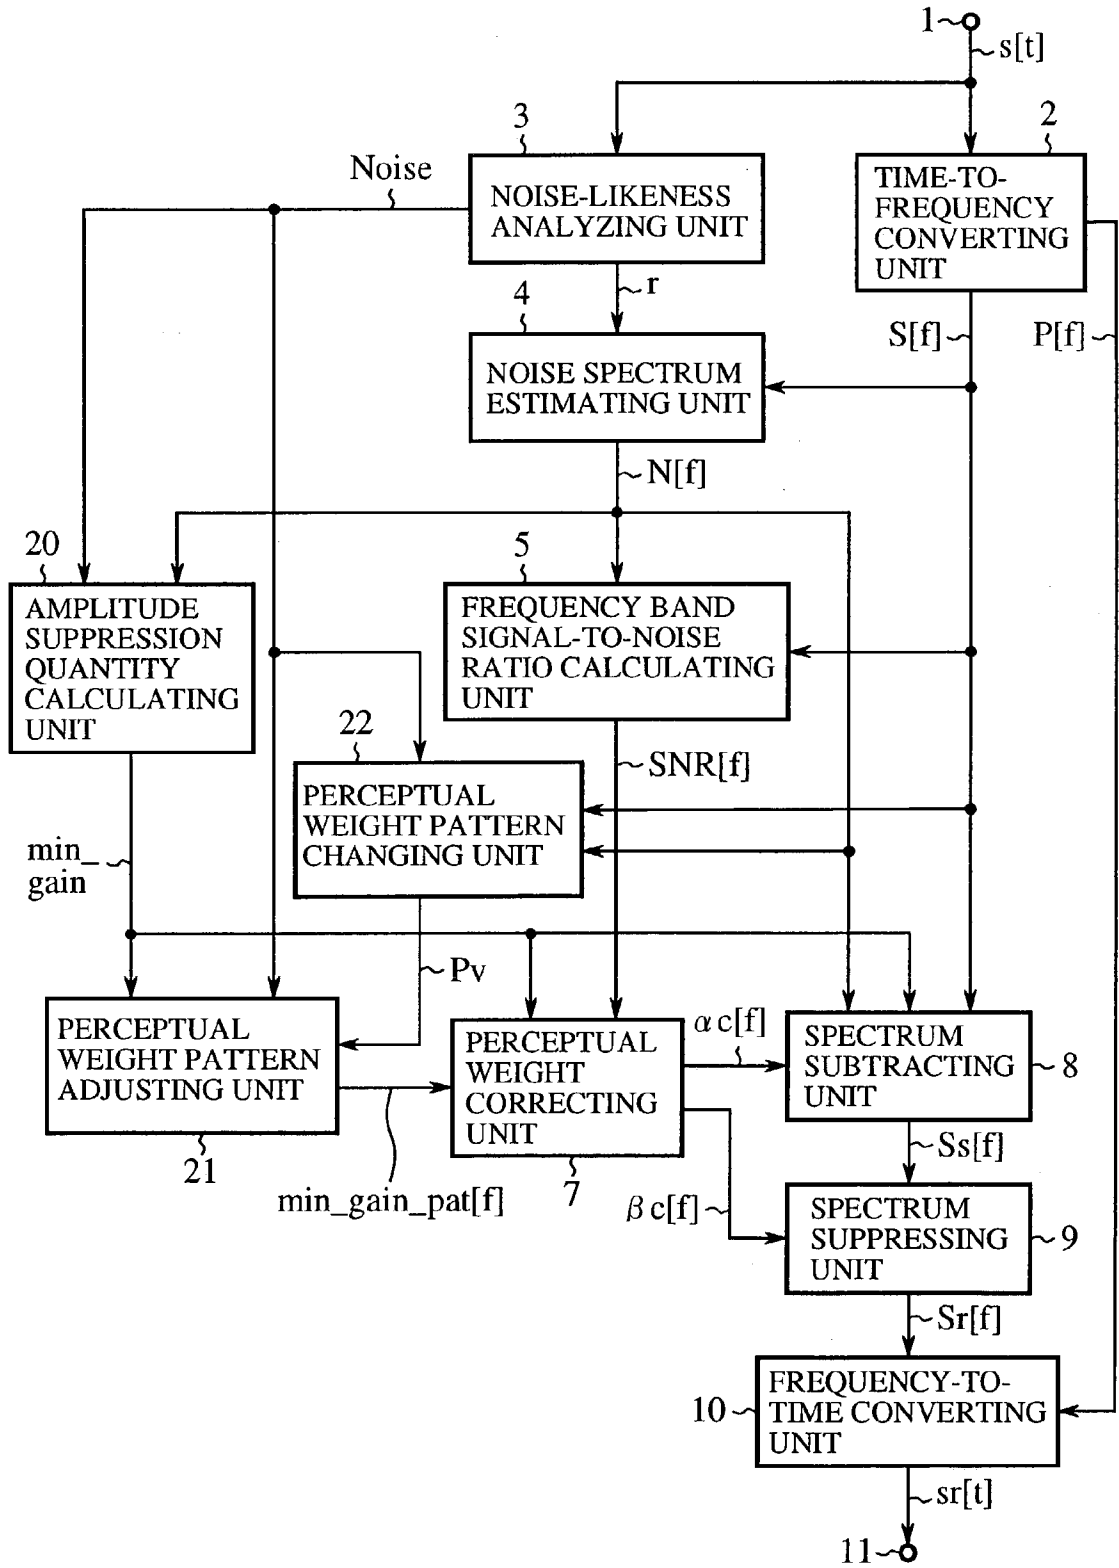 1
s[t]
3
2
Noise
NOISE-LIKENESS
ANALYZING UNIT
TIME-TO-
FREQUENCY
CONVERTING
UNIT
r
4
S[f]
P[f]
NOISE SPECTRUM
ESTIMATING UNIT
N[f]
20
5
AMPLITUDE
SUPPRESSION
QUANTITY
CALCULATING
UNIT
FREQUENCY BAND
SIGNAL-TO-NOISE
RATIO CALCULATING
UNIT
22
SNR[f]
PERCEPTUAL
WEIGHT PATTERN
CHANGING UNIT
min_
gain
Pv
PERCEPTUAL
WEIGHT PATTERN
ADJUSTING UNIT
21
PERCEPTUAL
WEIGHT
CORRECTING
UNIT
7
αc[f]
SPECTRUM
SUBTRACTING
UNIT
8
min_gain_pat[f]
βc[f]
Ss[f]
SPECTRUM
SUPPRESSING
UNIT
9
Sr[f]
10
FREQUENCY-TO-
TIME CONVERTING
UNIT
sr[t]
11